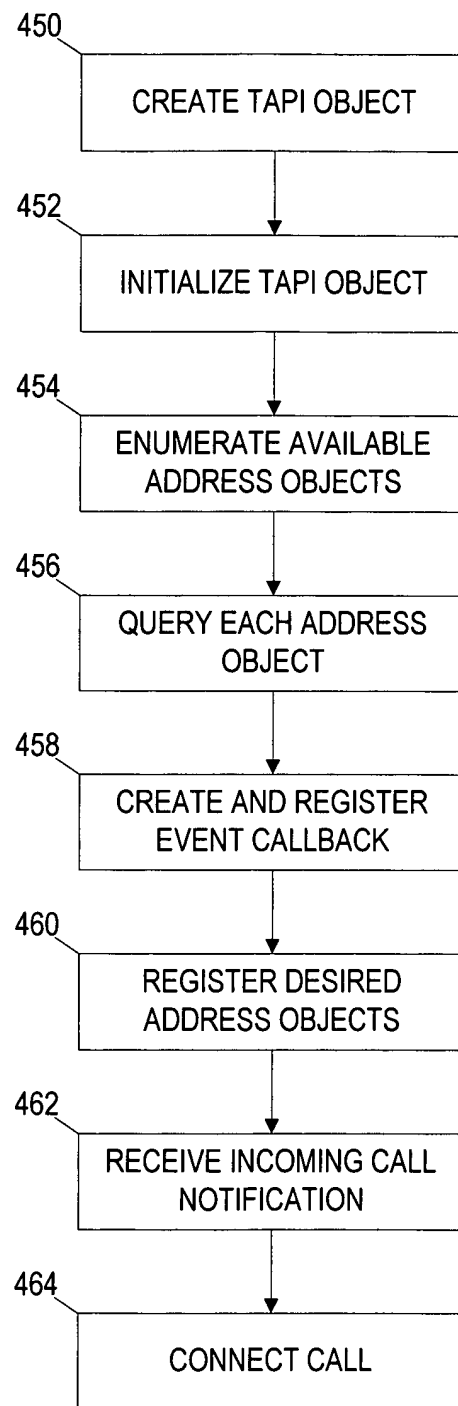 450
CREATE TAPI OBJECT
452
INITIALIZE TAPI OBJECT
454
ENUMERATE AVAILABLE
ADDRESS OBJECTS
456
QUERY EACH ADDRESS
OBJECT
458
CREATE AND REGISTER
EVENT CALLBACK
460
REGISTER DESIRED
ADDRESS OBJECTS
462
RECEIVE INCOMING CALL
NOTIFICATION
464
CONNECT CALL